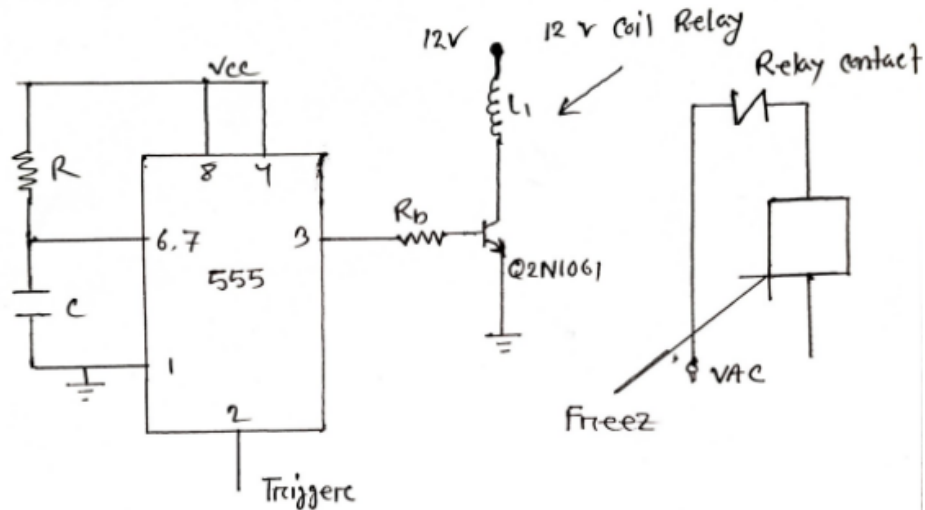 12V
12 v Coil Relay
Relay contact
Vcc
L1
R
8 4
Rb
6.7
3
Q2N1061
555
C
1
VAC
2
Freez
Triggere